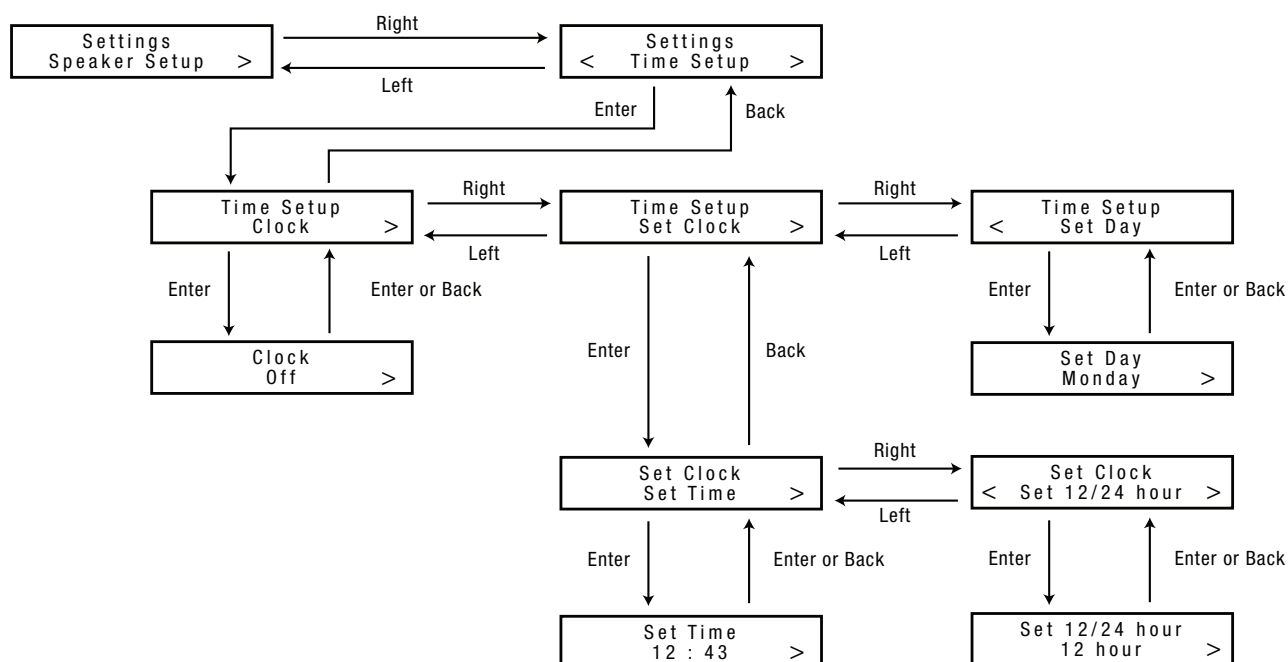 Right
Settings
Speaker Setup >
Settings
< Time Setup >
Left
Enter
Back
Right
Right
Time Setup
Clock >
Time Setup
Set Clock >
Time Setup
< Set Day
Left
Left
Enter
Enter or Back
Enter
Enter or Back
Enter
Back
Clock
Off >
Set Day
Monday >
Right
Set Clock
Set Time >
Set Clock
< Set 12/24 hour >
Left
Enter
Enter or Back
Enter
Enter or Back
Set Time
12 : 43 >
Set 12/24 hour
12 hour >